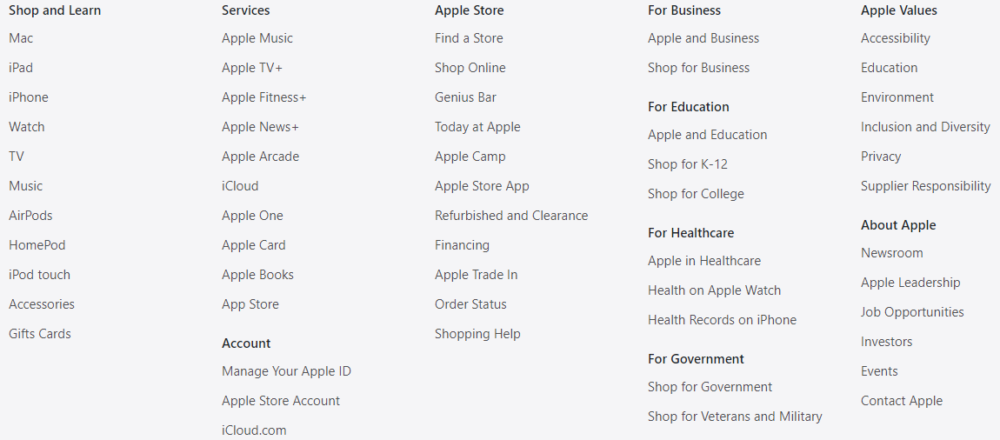 Shop and Learn
Mac
iPad
iPhone
Watch
TV
Music
AirPods
HomePod
iPod touch
Accessories
Gifts Cards
Services
Apple Music
Apple TV+
Apple Fitness+
Apple News+
Apple Arcade
iCloud
Apple One
Apple Card
Apple Books
App Store
Account
Manage Your Apple ID
Apple Store Account
iCloud.com
Apple Store
Find a Store
Shop Online
Genius Bar
Today at Apple
Apple Camp
Apple Store App
Refurbished and Clearance
Financing
Apple Trade In
Order Status
Shopping Help
For Business
Apple and Business
Shop for Business
For Education
Apple and Education
Shop for K-12
Shop for College
For Healthcare
Apple in Healthcare
Health on Apple Watch
Health Records on iPhone
For Government
Shop for Government
Shop for Veterans and Military
Apple Values
Accessibility
Education
Environment
Inclusion and Diversity
Privacy
Supplier Responsibility
About Apple
Newsroom
Apple Leadership
Job Opportunities
Investors
Events
Contact Apple